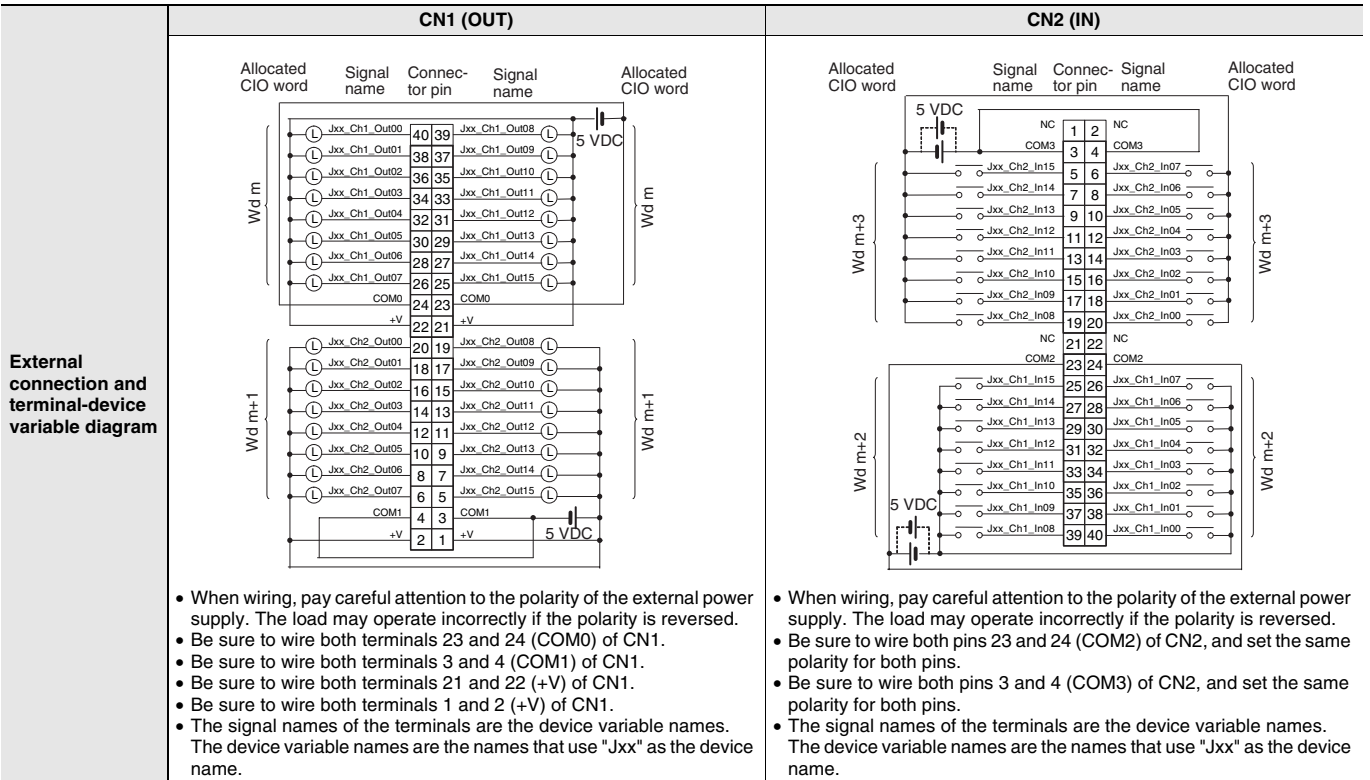 CN1 (OUT)
CN2 (IN)
External
connection and
terminal-device
variable diagram
Allocated
CIO word
Signal
name
Connec-
tor pin
Signal
name
Allocated
CIO word
5 VDC
Wd m
Wd m
L Jxx_Ch1_Out00 40 39 Jxx_Ch1_Out08 L
L Jxx_Ch1_Out01 38 37 Jxx_Ch1_Out09 L
L Jxx_Ch1_Out02 36 35 Jxx_Ch1_Out10 L
L Jxx_Ch1_Out03 34 33 Jxx_Ch1_Out11 L
L Jxx_Ch1_Out04 32 31 Jxx_Ch1_Out12 L
L Jxx_Ch1_Out05 30 29 Jxx_Ch1_Out13 L
L Jxx_Ch1_Out06 28 27 Jxx_Ch1_Out14 L
L Jxx_Ch1_Out07 26 25 Jxx_Ch1_Out15 L
COM0 24 23 COM0
+V 22 21 +V
Wd m+1
Wd m+1
L Jxx_Ch2_Out00 20 19 Jxx_Ch2_Out08 L
L Jxx_Ch2_Out01 18 17 Jxx_Ch2_Out09 L
L Jxx_Ch2_Out02 16 15 Jxx_Ch2_Out10 L
L Jxx_Ch2_Out03 14 13 Jxx_Ch2_Out11 L
L Jxx_Ch2_Out04 12 11 Jxx_Ch2_Out12 L
L Jxx_Ch2_Out05 10 9 Jxx_Ch2_Out13 L
L Jxx_Ch2_Out06 8 7 Jxx_Ch2_Out14 L
L Jxx_Ch2_Out07 6 5 Jxx_Ch2_Out15 L
COM1 4 3 COM1
+V 2 1 +V
5 VDC
• When wiring, pay careful attention to the polarity of the external power
supply. The load may operate incorrectly if the polarity is reversed.
• Be sure to wire both terminals 23 and 24 (COM0) of CN1.
• Be sure to wire both terminals 3 and 4 (COM1) of CN1.
• Be sure to wire both terminals 21 and 22 (+V) of CN1.
• Be sure to wire both terminals 1 and 2 (+V) of CN1.
• The signal names of the terminals are the device variable names.
The device variable names are the names that use "Jxx" as the device
name.
Allocated
CIO word
Signal
name
Connec-
tor pin
Signal
name
Allocated
CIO word
5 VDC
NC 1 2 NC
COM3 3 4 COM3
Wd m+3
Wd m+3
Jxx_Ch2_In15 5 6 Jxx_Ch2_In07
Jxx_Ch2_In14 7 8 Jxx_Ch2_In06
Jxx_Ch2_In13 9 10 Jxx_Ch2_In05
Jxx_Ch2_In12 11 12 Jxx_Ch2_In04
Jxx_Ch2_In11 13 14 Jxx_Ch2_In03
Jxx_Ch2_In10 15 16 Jxx_Ch2_In02
Jxx_Ch2_In09 17 18 Jxx_Ch2_In01
Jxx_Ch2_In08 19 20 Jxx_Ch2_In00
NC 21 22 NC
COM2 23 24 COM2
Wd m+2
Wd m+2
Jxx_Ch1_In15 25 26 Jxx_Ch1_In07
Jxx_Ch1_In14 27 28 Jxx_Ch1_In06
Jxx_Ch1_In13 29 30 Jxx_Ch1_In05
Jxx_Ch1_In12 31 32 Jxx_Ch1_In04
Jxx_Ch1_In11 33 34 Jxx_Ch1_In03
Jxx_Ch1_In10 35 36 Jxx_Ch1_In02
Jxx_Ch1_In09 37 38 Jxx_Ch1_In01
Jxx_Ch1_In08 39 40 Jxx_Ch1_In00
5 VDC
• When wiring, pay careful attention to the polarity of the external power
supply. The load may operate incorrectly if the polarity is reversed.
• Be sure to wire both pins 23 and 24 (COM2) of CN2, and set the same
polarity for both pins.
• Be sure to wire both pins 3 and 4 (COM3) of CN2, and set the same
polarity for both pins.
• The signal names of the terminals are the device variable names.
The device variable names are the names that use "Jxx" as the device
name.